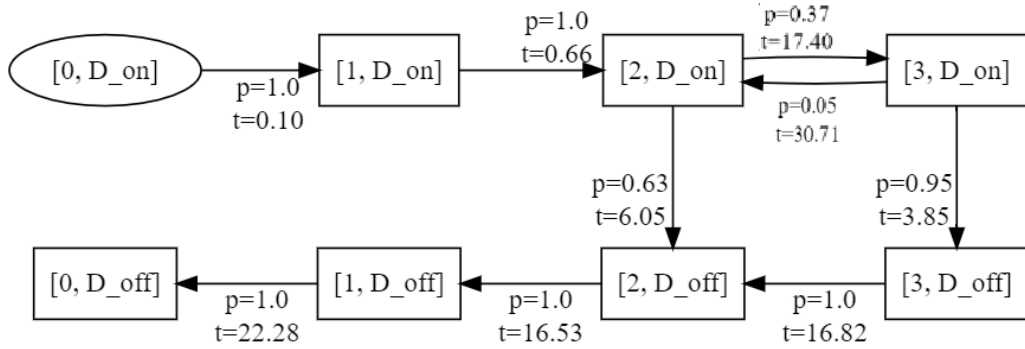 p=0.37
t=17.40
p=1.0
t=0.66
[0, D_on]
[1, D_on]
[2, D_on]
[3, D_on]
p=1.0
t=0.10
p=0.05
t=30.71
p=0.63
t=6.05
p=0.95
t=3.85
[0, D_off]
[1, D_off]
[2, D_off]
[3, D_off]
p=1.0
t=22.28
p=1.0
t=16.53
p=1.0
t=16.82